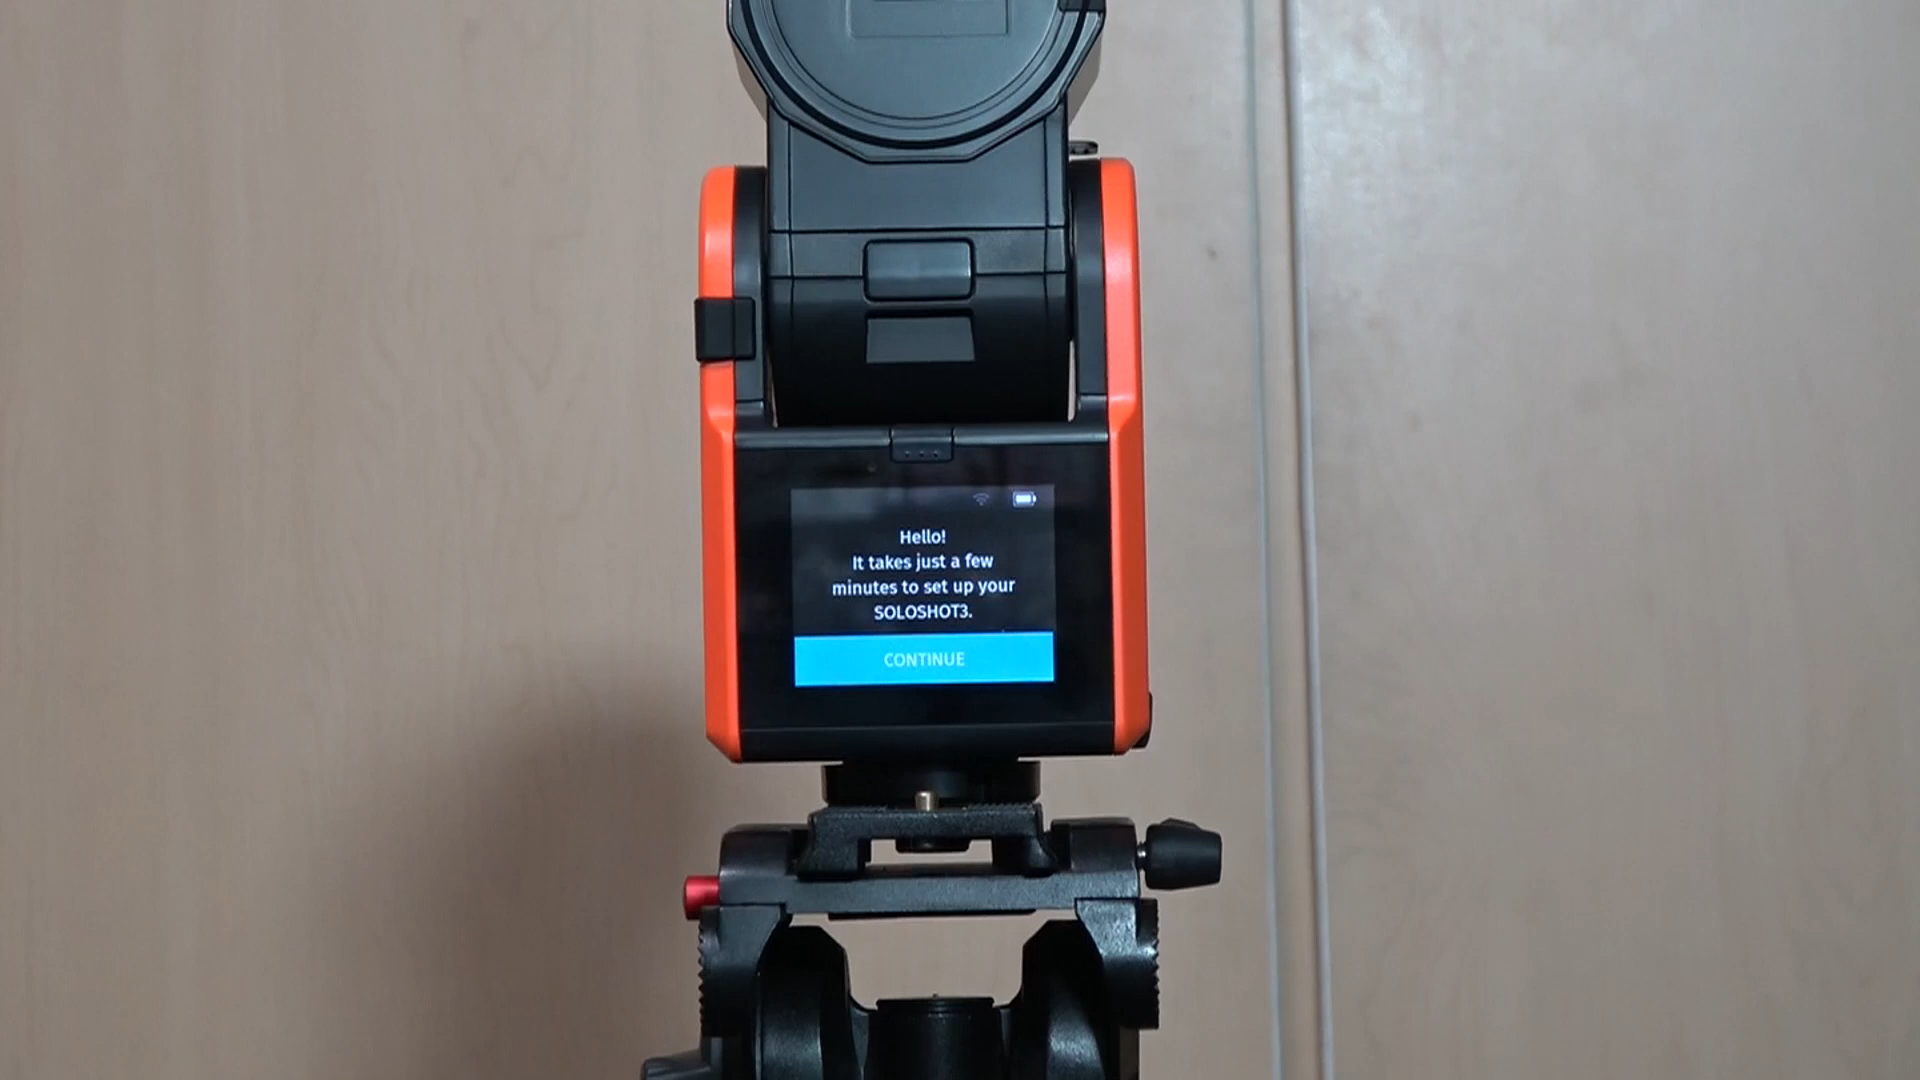 Hello!
It takes just a few
minutes to set up your
SOLOSHOT3.
CONTINUE